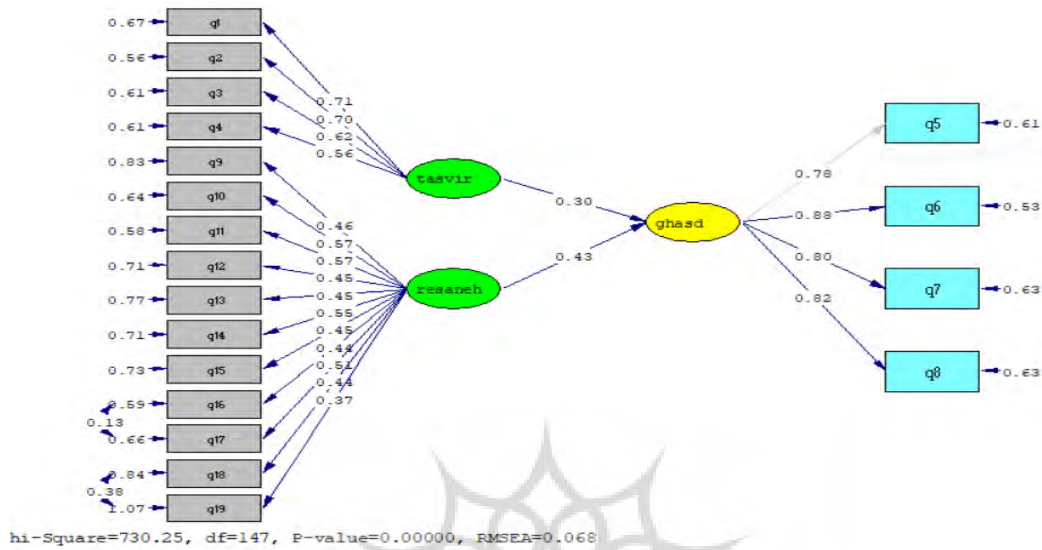 0.67 q1
0.56 q2
0.61 q3
0.61 q4
0.83 q9
0.64 q10
0.58 q11
0.71 q12
0.77 q13
0.71 q14
0.73 q15
0.59 q16
0.13
0.66 q17
0.84 q18
0.38
1.07 q19
0.71
0.70
0.62
0.56
0.46
0.57
0.57
0.45
0.45
0.55
0.45
0.44
0.51
0.44
0.37
tasvir
resaneh
0.30
0.43
ghasd
0.78
0.88
0.80
0.82
q5 0.61
q6 0.53
q7 0.63
q8 0.63
hi-Square=730.25, df=147, P-value=0.00000, RMSEA=0.068